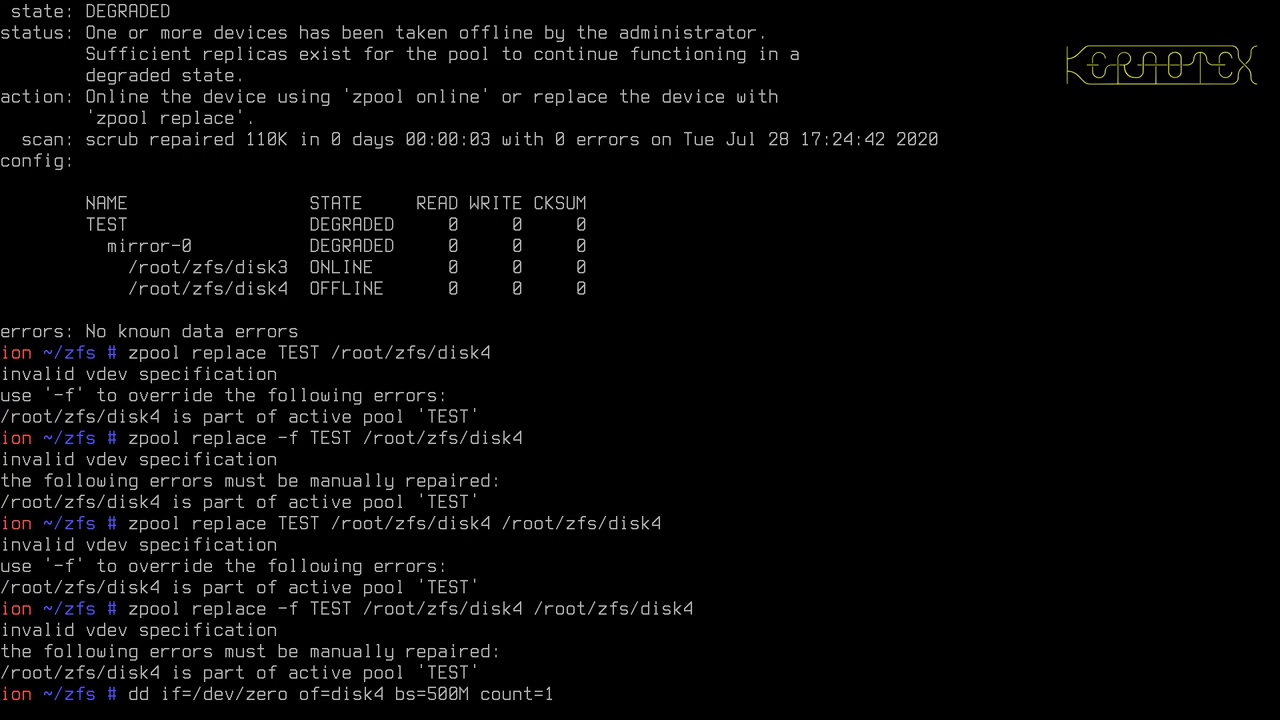 state: DEGRADED
status: One or more devices has been taken offline by the administrator.
Sufficient replicas exist for the pool to continue functioning in a
degraded state.
action: Online the device using 'zpool online' or replace the device with
'zpool replace'.
scan: scrub repaired 110K in 0 days 00:00:03 with 0 errors on Tue Jul 28 17:24:42 2020
config:
NAME STATE READ WRITE CKSUM
TEST DEGRADED 0 0 0
mirror-0 DEGRADED 0 0 0
/root/zfs/disk3 ONLINE 0 0 0
/root/zfs/disk4 OFFLINE 0 0 0
errors: No known data errors
ion ~/zfs # zpool replace TEST /root/zfs/disk4
invalid vdev specification
use '-f' to override the following errors:
/root/zfs/disk4 is part of active pool 'TEST'
ion ~/zfs # zpool replace -f TEST /root/zfs/disk4
invalid vdev specification
the following errors must be manually repaired:
/root/zfs/disk4 is part of active pool 'TEST'
ion ~/zfs # zpool replace TEST /root/zfs/disk4 /root/zfs/disk4
invalid vdev specification
use '-f' to override the following errors:
/root/zfs/disk4 is part of active pool 'TEST'
ion ~/zfs # zpool replace -f TEST /root/zfs/disk4 /root/zfs/disk4
invalid vdev specification
the following errors must be manually repaired:
/root/zfs/disk4 is part of active pool 'TEST'
ion ~/zfs # dd if=/dev/zero of=disk4 bs=500M count=1